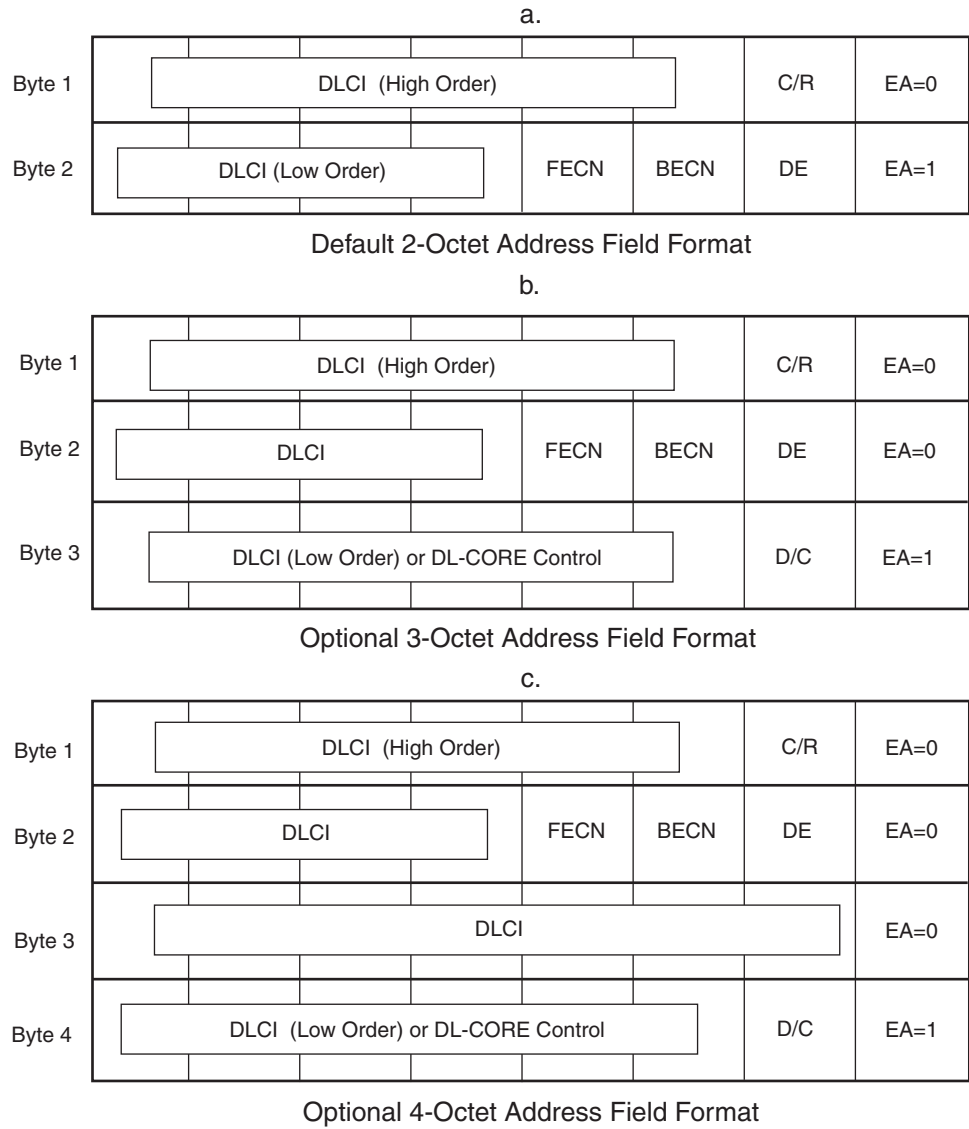 a.
Byte 1 DLCI (High Order) C/R EA=0
Byte 2 DLCI (Low Order) FECN BECN DE EA=1
Default 2-Octet Address Field Format
b.
Byte 1 DLCI (High Order) C/R EA=0
Byte 2 DLCI FECN BECN DE EA=0
Byte 3 DLCI (Low Order) or DL-CORE Control D/C EA=1
Optional 3-Octet Address Field Format
c.
Byte 1 DLCI (High Order) C/R EA=0
Byte 2 DLCI FECN BECN DE EA=0
Byte 3 DLCI EA=0
Byte 4 DLCI (Low Order) or DL-CORE Control D/C EA=1
Optional 4-Octet Address Field Format